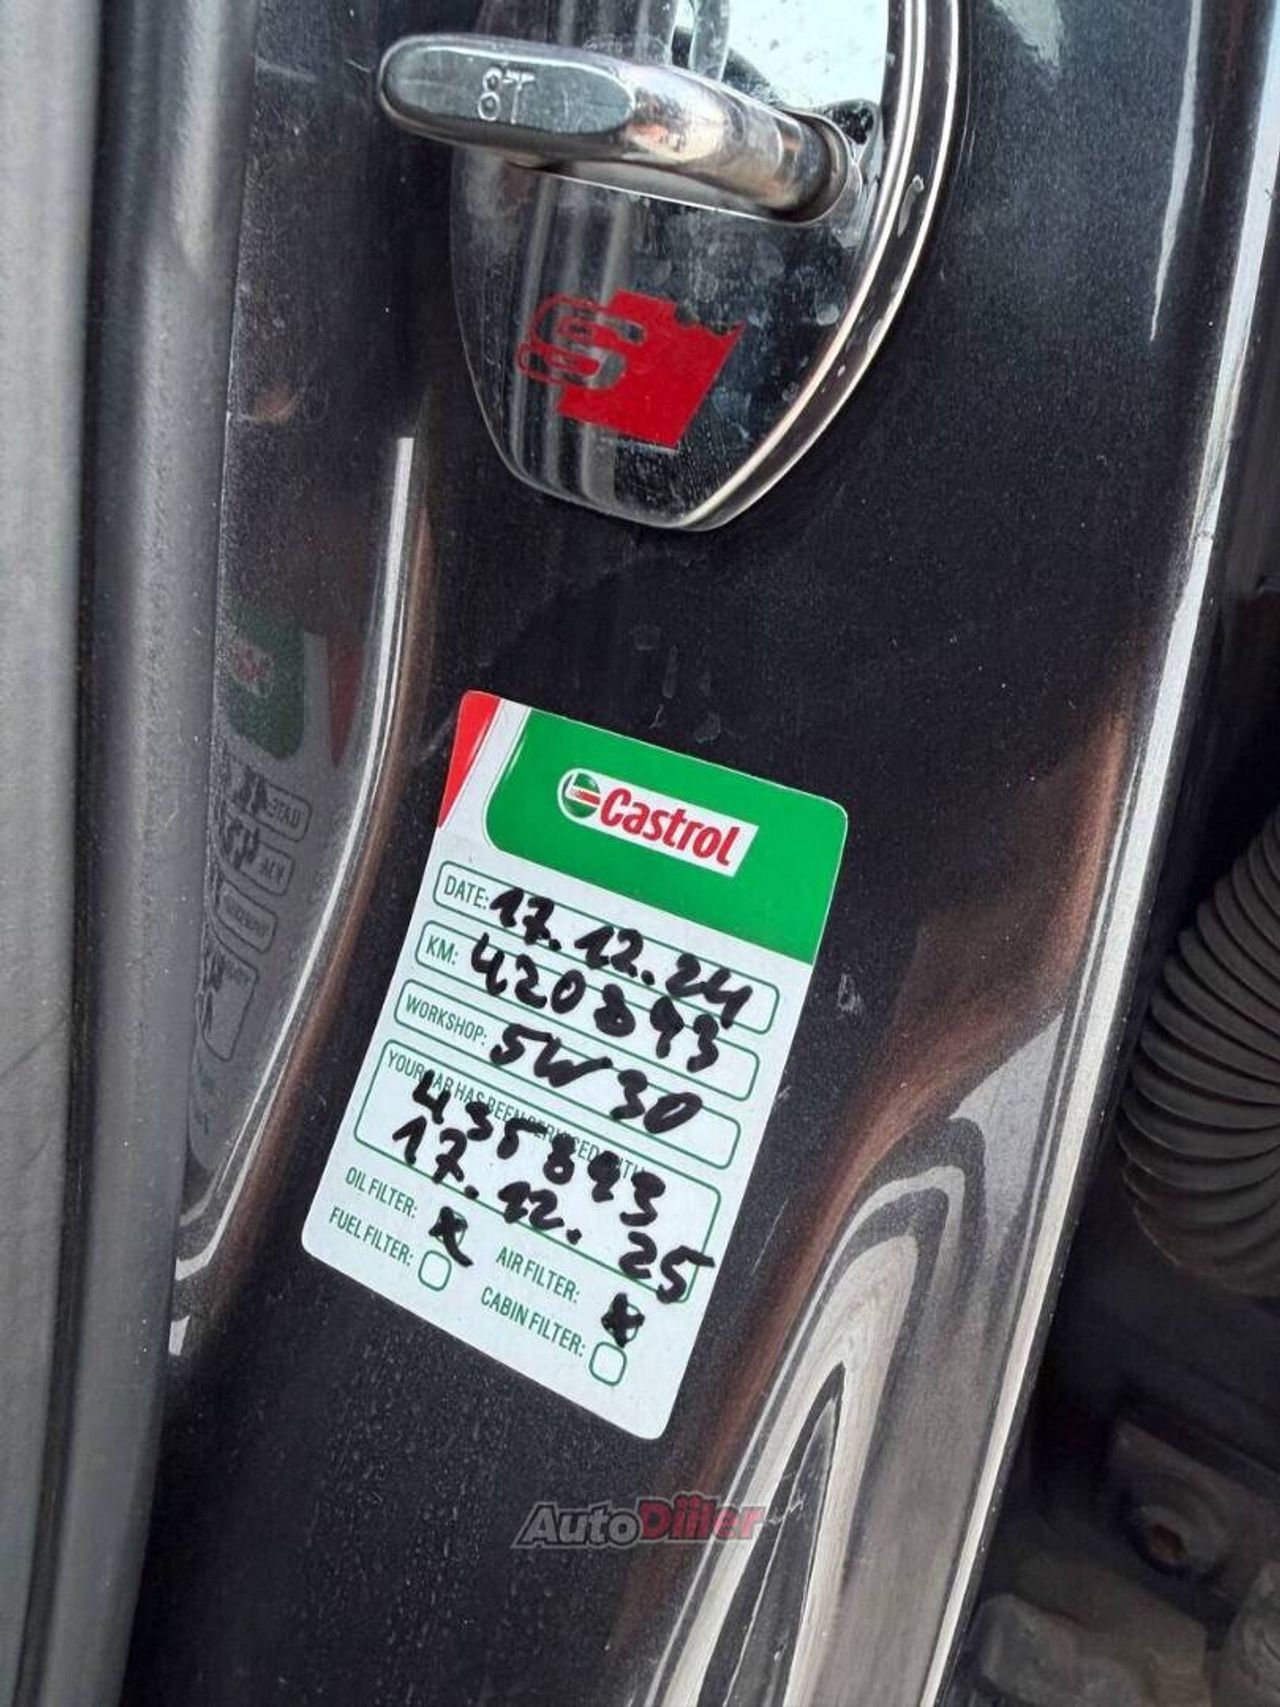 8T
S
Castrol
DATE: 17.12.24
KM: 420893
WORKSHOP: 5W30
YOUR CAR HAS BEEN SERVICED WITH:
435893
17.12.25
OIL FILTER: x
AIR FILTER: x
FUEL FILTER:
CABIN FILTER:
AutoDiiler